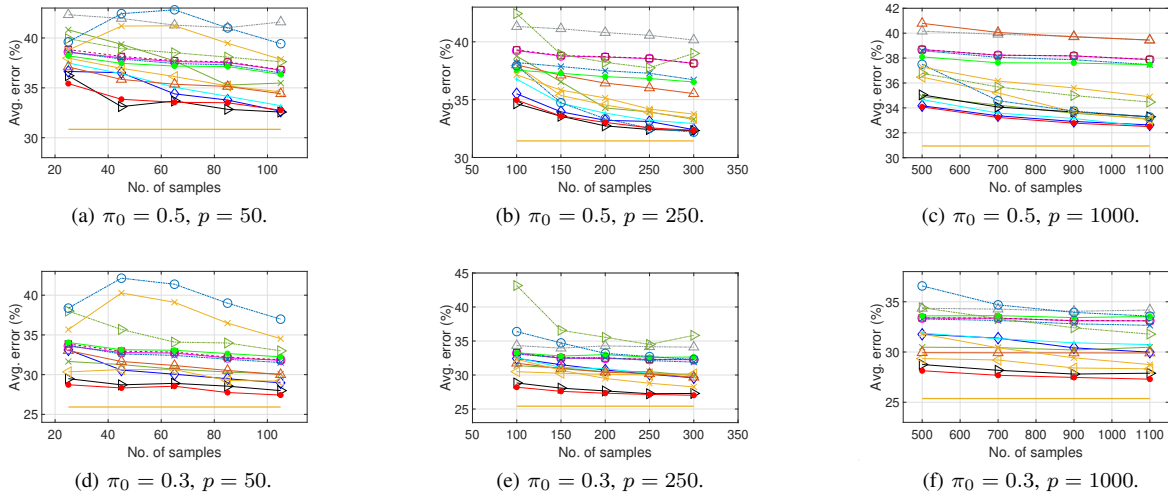 Avg. error (%)
40
35
30
20 40 60 80 100
No. of samples
(a) π₀ = 0.5, p = 50.
Avg. error (%)
40
35
30
50 100 150 200 250 300 350
No. of samples
(b) π₀ = 0.5, p = 250.
Avg. error (%)
42
40
38
36
34
32
30
500 600 700 800 900 1000 1100
No. of samples
(c) π₀ = 0.5, p = 1000.
Avg. error (%)
40
35
30
25
20 40 60 80 100
No. of samples
(d) π₀ = 0.3, p = 50.
Avg. error (%)
45
40
35
30
25
50 100 150 200 250 300 350
No. of samples
(e) π₀ = 0.3, p = 250.
Avg. error (%)
35
30
25
500 600 700 800 900 1000 1100
No. of samples
(f) π₀ = 0.3, p = 1000.